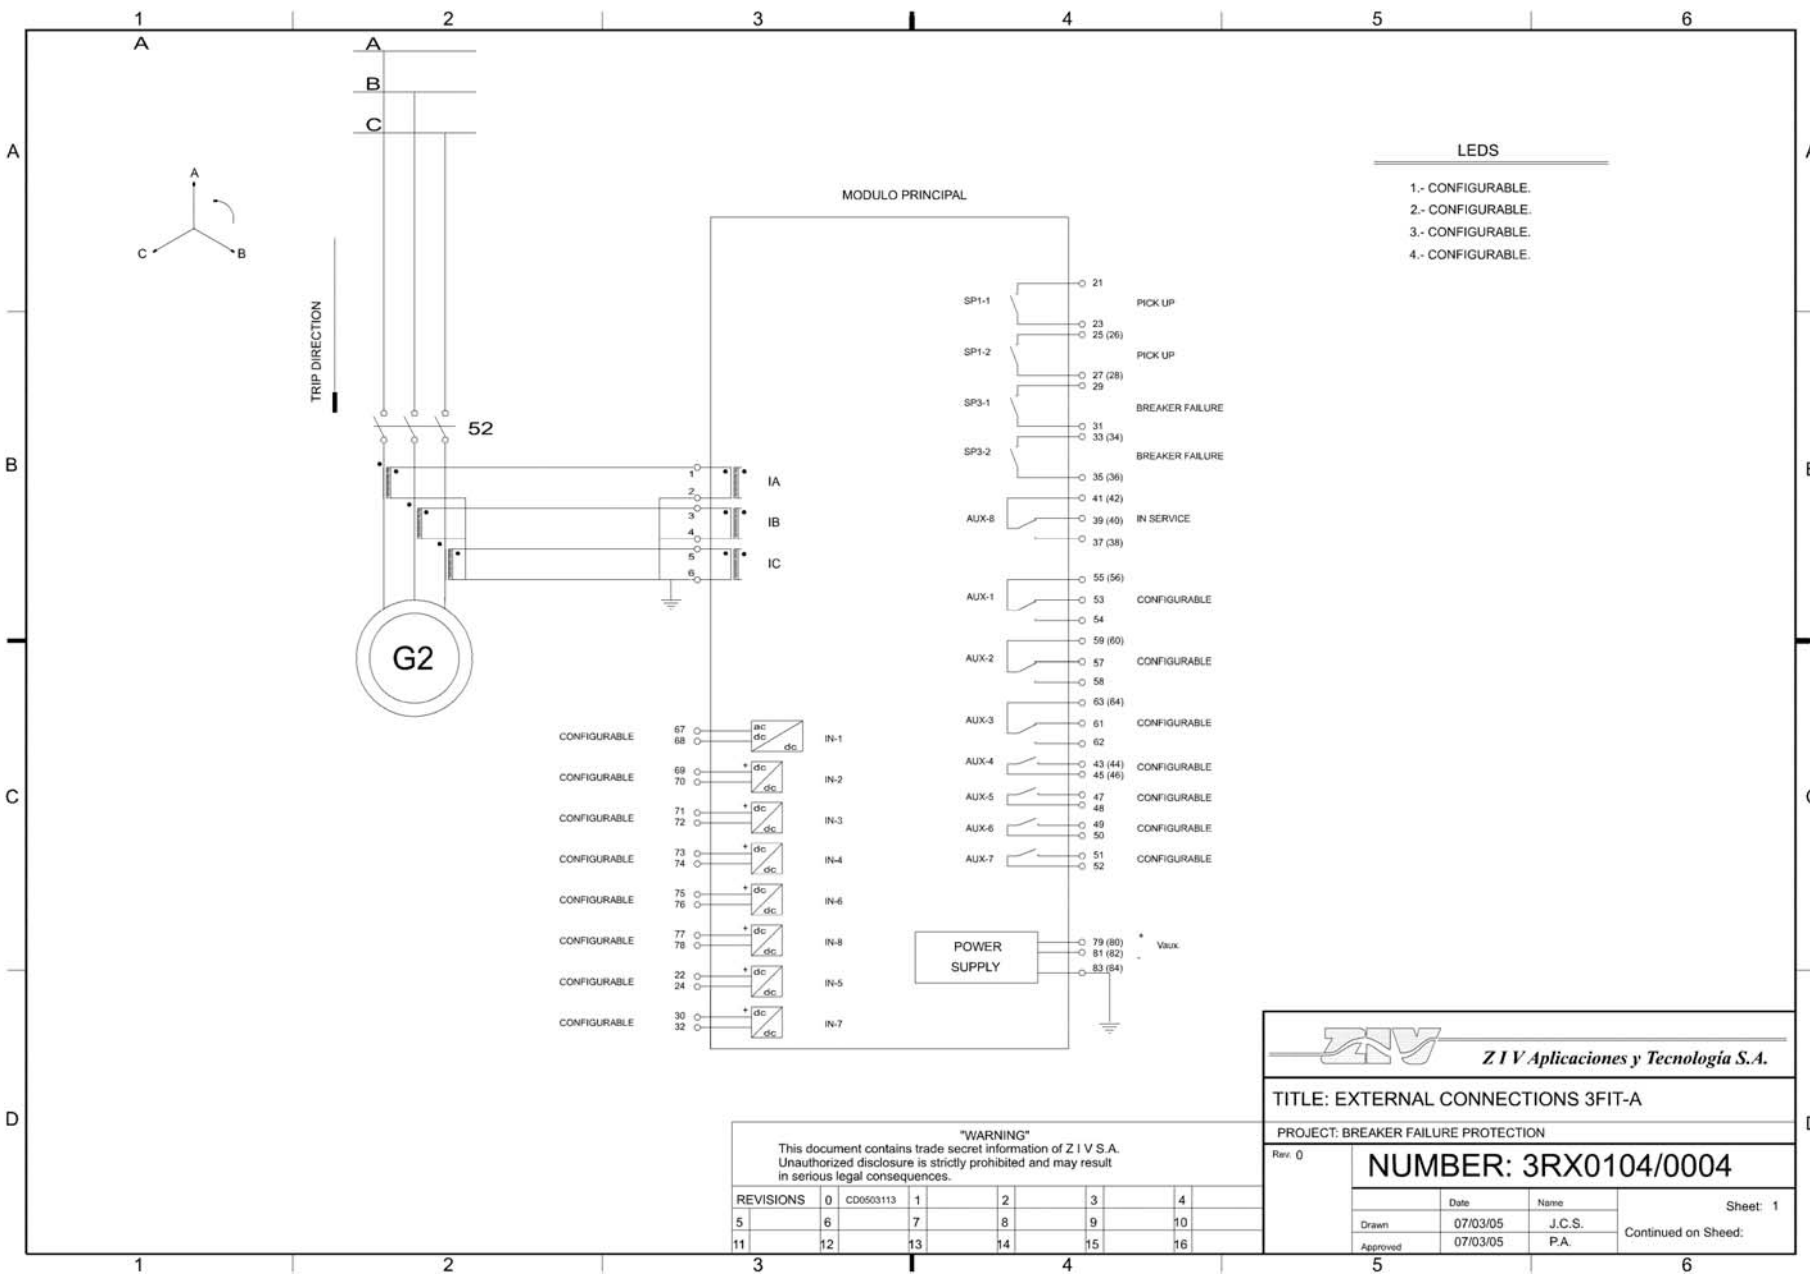 1 2 3 4 5 6
A
A
B
C
A
C B
TRIP DIRECTION
52
G2
MODULO PRINCIPAL
LEDS
1.- CONFIGURABLE.
2.- CONFIGURABLE.
3.- CONFIGURABLE.
4.- CONFIGURABLE.
SP1-1 21 PICK UP
23
SP1-2 25 (26) PICK UP
27 (28)
SP3-1 29 BREAKER FAILURE
31
SP3-2 33 (34) BREAKER FAILURE
35 (36)
1 IA
2
3 IB
4
5 IC
6
41 (42)
AUX-8 39 (40) IN SERVICE
37 (38)
55 (56)
AUX-1 53 CONFIGURABLE
54
59 (60)
AUX-2 57 CONFIGURABLE
58
63 (64)
AUX-3 61 CONFIGURABLE
62
AUX-4 43 (44) CONFIGURABLE
45 (46)
AUX-5 47 CONFIGURABLE
48
AUX-6 49 CONFIGURABLE
50
AUX-7 51 CONFIGURABLE
52
CONFIGURABLE 67 68 ac dc dc IN-1
CONFIGURABLE 69 70 + dc dc IN-2
CONFIGURABLE 71 72 + dc dc IN-3
CONFIGURABLE 73 74 + dc dc IN-4
CONFIGURABLE 75 76 + dc dc IN-6
CONFIGURABLE 77 78 + dc dc IN-8
CONFIGURABLE 22 24 + dc dc IN-5
CONFIGURABLE 30 32 + dc dc IN-7
POWER
SUPPLY
79 (80) + Vaux.
81 (82) -
83 (84)
A
B
C
D
A
B
C
D
ZIV
Z I V Aplicaciones y Tecnología S.A.
TITLE: EXTERNAL CONNECTIONS 3FIT-A
PROJECT: BREAKER FAILURE PROTECTION
Rev. 0
NUMBER: 3RX0104/0004
Date Name Sheet: 1
Drawn 07/03/05 J.C.S. Continued on Sheed:
Approved 07/03/05 P.A.
"WARNING"
This document contains trade secret information of Z I V S.A.
Unauthorized disclosure is strictly prohibited and may result
in serious legal consequences.
REVISIONS 0 CD0503113 1 2 3 4
5 6 7 8 9 10
11 12 13 14 15 16
1 2 3 4 5 6